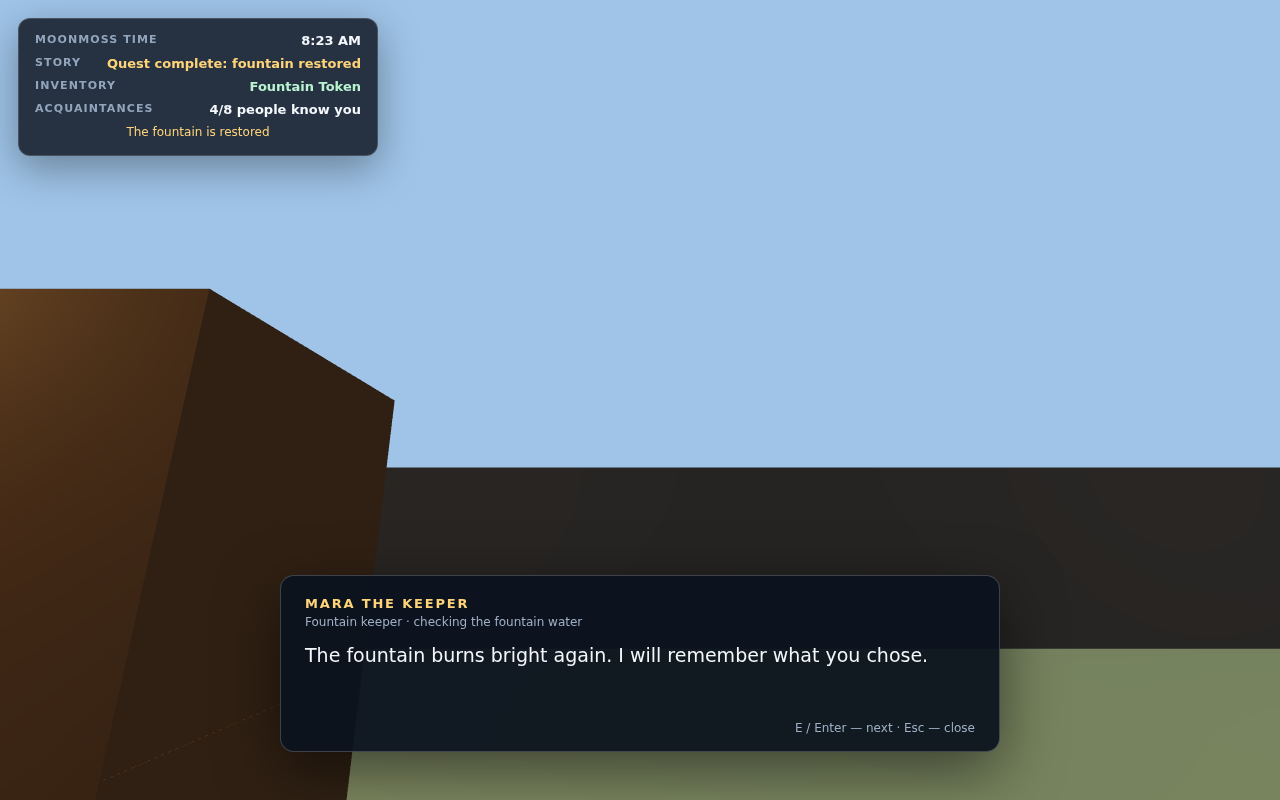 MOONMOSS TIME 8:23 AM
STORY Quest complete: fountain restored
INVENTORY Fountain Token
ACQUAINTANCES 4/8 people know you
The fountain is restored
MARA THE KEEPER
Fountain keeper · checking the fountain water
The fountain burns bright again. I will remember what you chose.
E / Enter — next · Esc — close